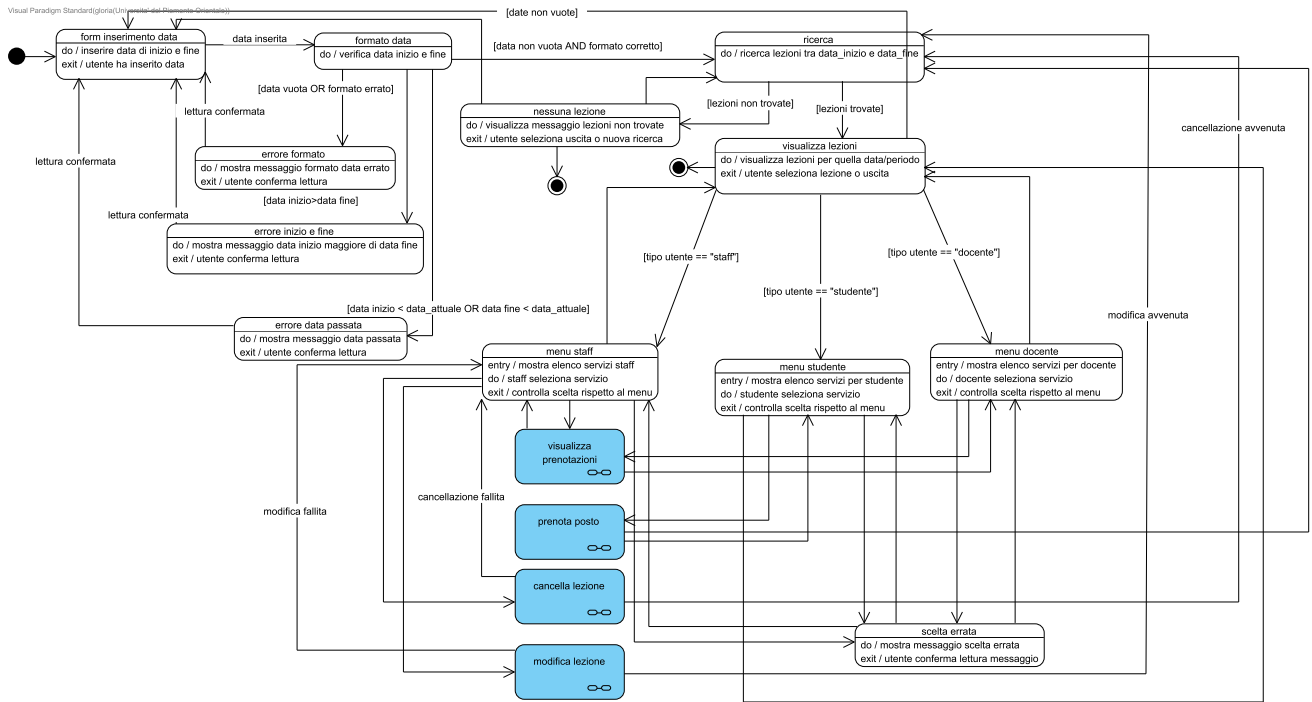 Visual Paradigm Standard(gloria(Universita' del Piemonte Orientale))
[date non vuote]
form inserimento data
do / inserire data di inizio e fine
exit / utente ha inserito data
data inserita
formato data
do / verifica data inizio e fine
[data non vuota AND formato corretto]
ricerca
do / ricerca lezioni tra data_inizio e data_fine
[data vuota OR formato errato]
lettura confermata
[lezioni non trovate]
[lezioni trovate]
nessuna lezione
do / visualizza messaggio lezioni non trovate
exit / utente seleziona uscita o nuova ricerca
cancellazione avvenuta
visualizza lezioni
do / visualizza lezioni per quella data/periodo
exit / utente seleziona lezione o uscita
errore formato
do / mostra messaggio formato data errato
exit / utente conferma lettura
lettura confermata
[data inizio>data fine]
lettura confermata
errore inizio e fine
do / mostra messaggio data inizio maggiore di data fine
exit / utente conferma lettura
[tipo utente == "staff"]
[tipo utente == "studente"]
[tipo utente == "docente"]
[data inizio < data_attuale OR data fine < data_attuale]
modifica avvenuta
errore data passata
do / mostra messaggio data passata
exit / utente conferma lettura
menu staff
entry / mostra elenco servizi staff
do / staff seleziona servizio
exit / controlla scelta rispetto al menu
menu studente
entry / mostra elenco servizi per studente
do / studente seleziona servizio
exit / controlla scelta rispetto al menu
menu docente
entry / mostra elenco servizi per docente
do / docente seleziona servizio
exit / controlla scelta rispetto al menu
visualizza
prenotazioni
cancellazione fallita
modifica fallita
prenota posto
cancella lezione
scelta errata
do / mostra messaggio scelta errata
exit / utente conferma lettura messaggio
modifica lezione